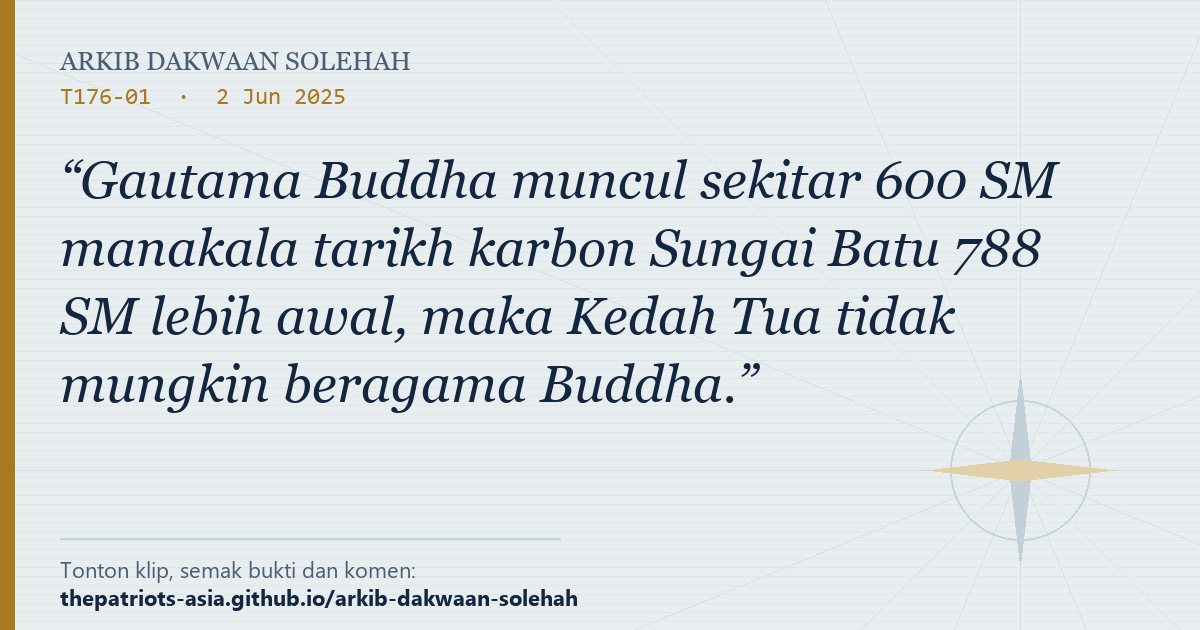 ARKIB DAKWAAN SOLEHAH
T176-01 · 2 Jun 2025
“Gautama Buddha muncul sekitar 600 SM
manakala tarikh karbon Sungai Batu 788
SM lebih awal, maka Kedah Tua tidak
mungkin beragama Buddha.”
Tonton klip, semak bukti dan komen:
thepatriots-asia.github.io/arkib-dakwaan-solehah